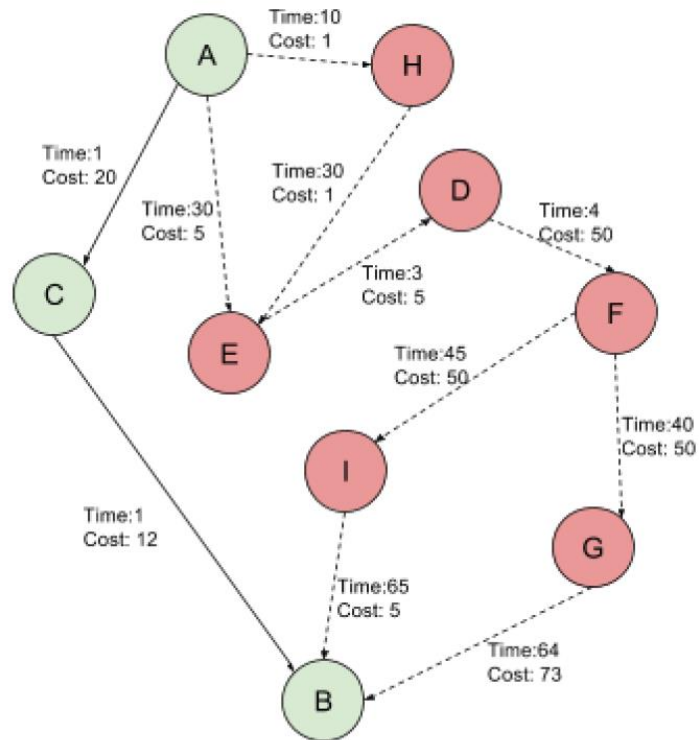 Time:10
Cost: 1
A
H
Time:1
Cost: 20
Time:30
Cost: 5
Time:30
Cost: 1
D
Time:4
Cost: 50
Time:3
Cost: 5
C
E
F
Time:45
Cost: 50
Time:40
Cost: 50
I
Time:1
Cost: 12
G
Time:65
Cost: 5
Time:64
Cost: 73
B